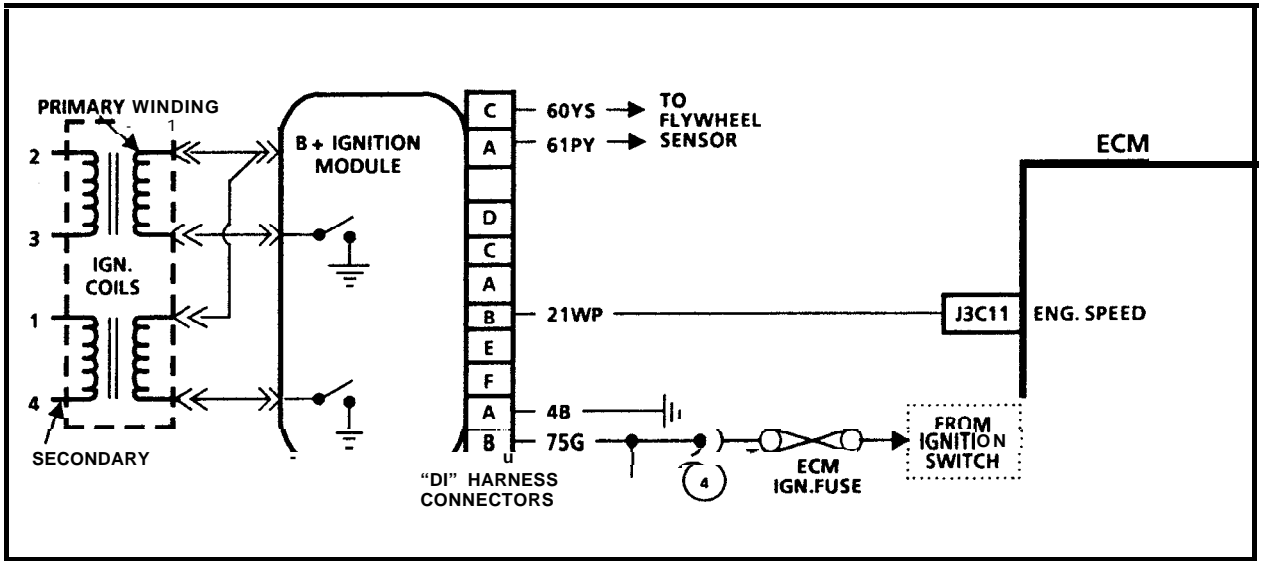 PRIMARY WINDING
2
3
IGN.
COILS
1
4
SECONDARY
B + IGNITION
MODULE
C
A
D
C
A
B
E
F
A
B
"DI" HARNESS
CONNECTORS
60YS
61PY
TO
FLYWHEEL
SENSOR
21WP
4B
75G
4
ECM
IGN.FUSE
ECM
J3C11
ENG. SPEED
FROM
IGNITION
SWITCH